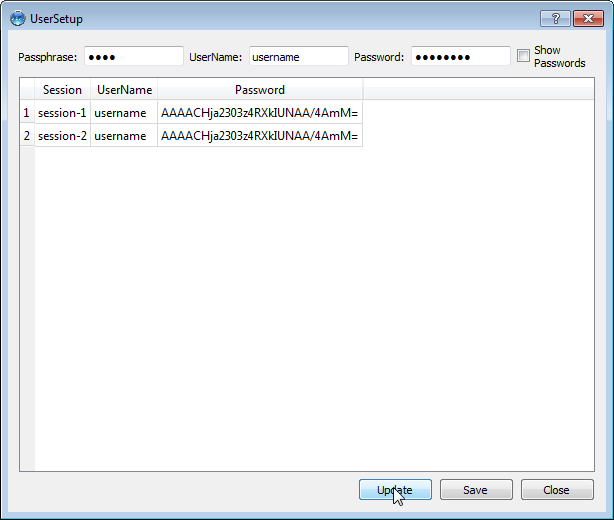 UserSetup
Passphrase: ●●●● UserName: username Password: ●●●●●●●● Show Passwords
Session UserName Password
1 session-1 username AAAACHja2303z4RXkIUNAA/4AmM=
2 session-2 username AAAACHja2303z4RXkIUNAA/4AmM=
Update Save Close